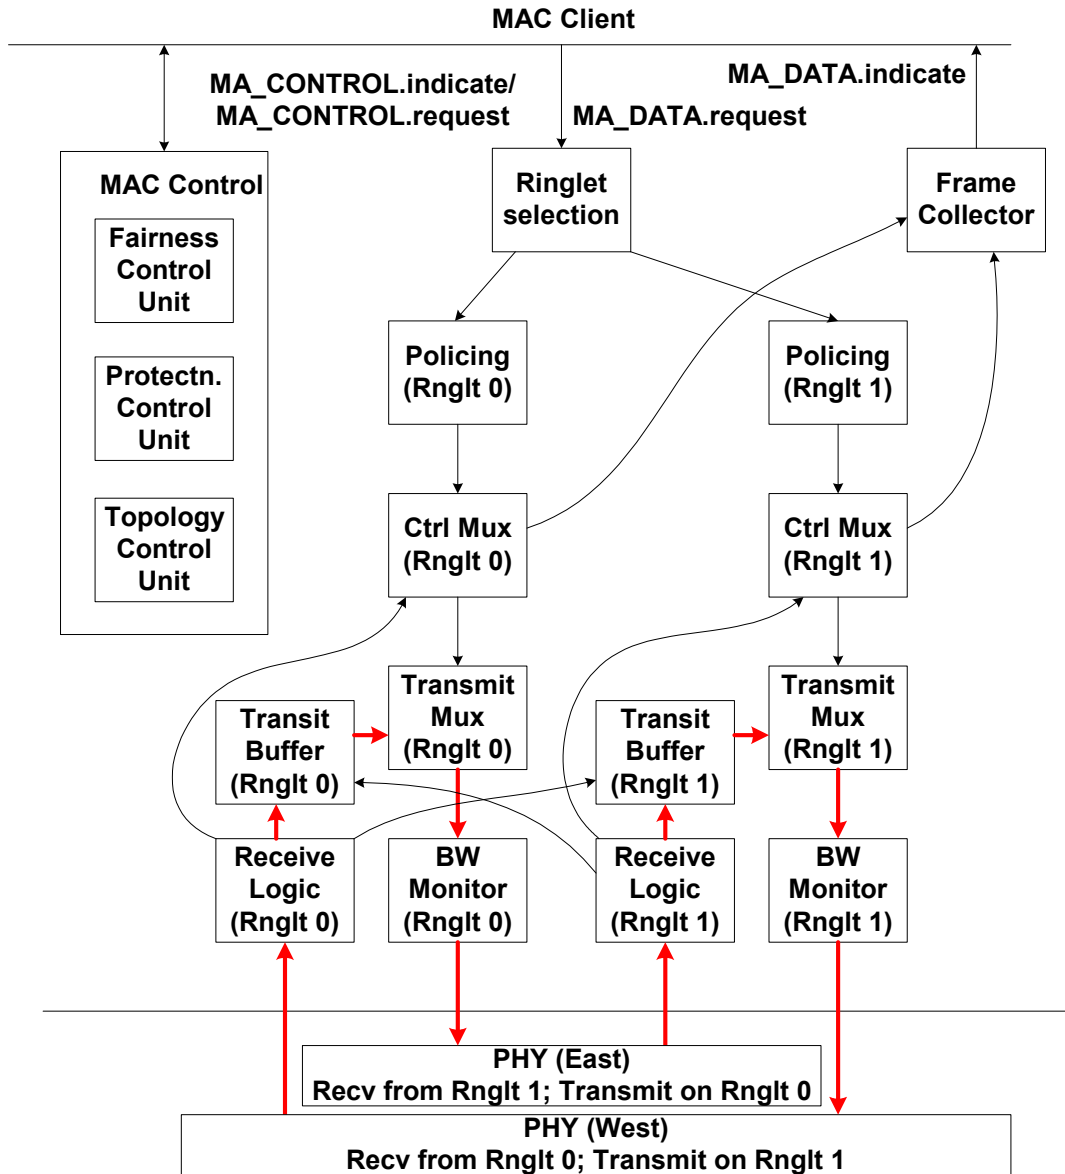 MAC Client
MA_CONTROL.indicate/
MA_CONTROL.request
MA_DATA.request
MA_DATA.indicate
MAC Control
Fairness
Control
Unit
Protectn.
Control
Unit
Topology
Control
Unit
Ringlet
selection
Frame
Collector
Policing
(Rnglt 0)
Policing
(Rnglt 1)
Ctrl Mux
(Rnglt 0)
Ctrl Mux
(Rnglt 1)
Transit
Buffer
(Rnglt 0)
Transmit
Mux
(Rnglt 0)
Transit
Buffer
(Rnglt 1)
Transmit
Mux
(Rnglt 1)
Receive
Logic
(Rnglt 0)
BW
Monitor
(Rnglt 0)
Receive
Logic
(Rnglt 1)
BW
Monitor
(Rnglt 1)
PHY (East)
Recv from Rnglt 1; Transmit on Rnglt 0
PHY (West)
Recv from Rnglt 0; Transmit on Rnglt 1